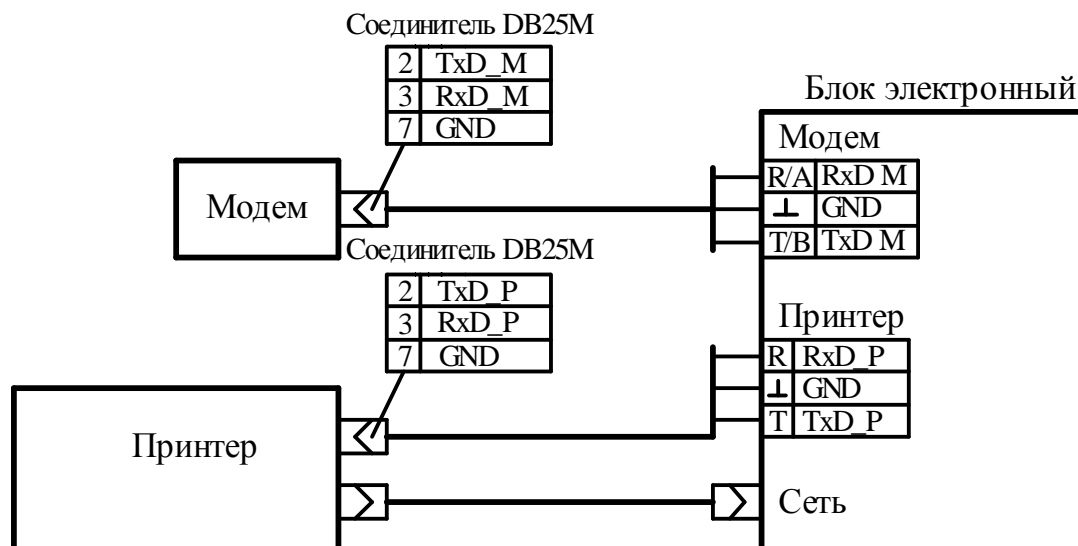 Соединитель DB25M
2 TxD_M
3 RxD_M
7 GND
Блок электронный
Модем
R/A RxD M
⊥ GND
T/B TxD M
Модем
Соединитель DB25M
2 TxD_P
3 RxD_P
7 GND
Принтер
R RxD_P
⊥ GND
T TxD_P
Принтер
Сеть